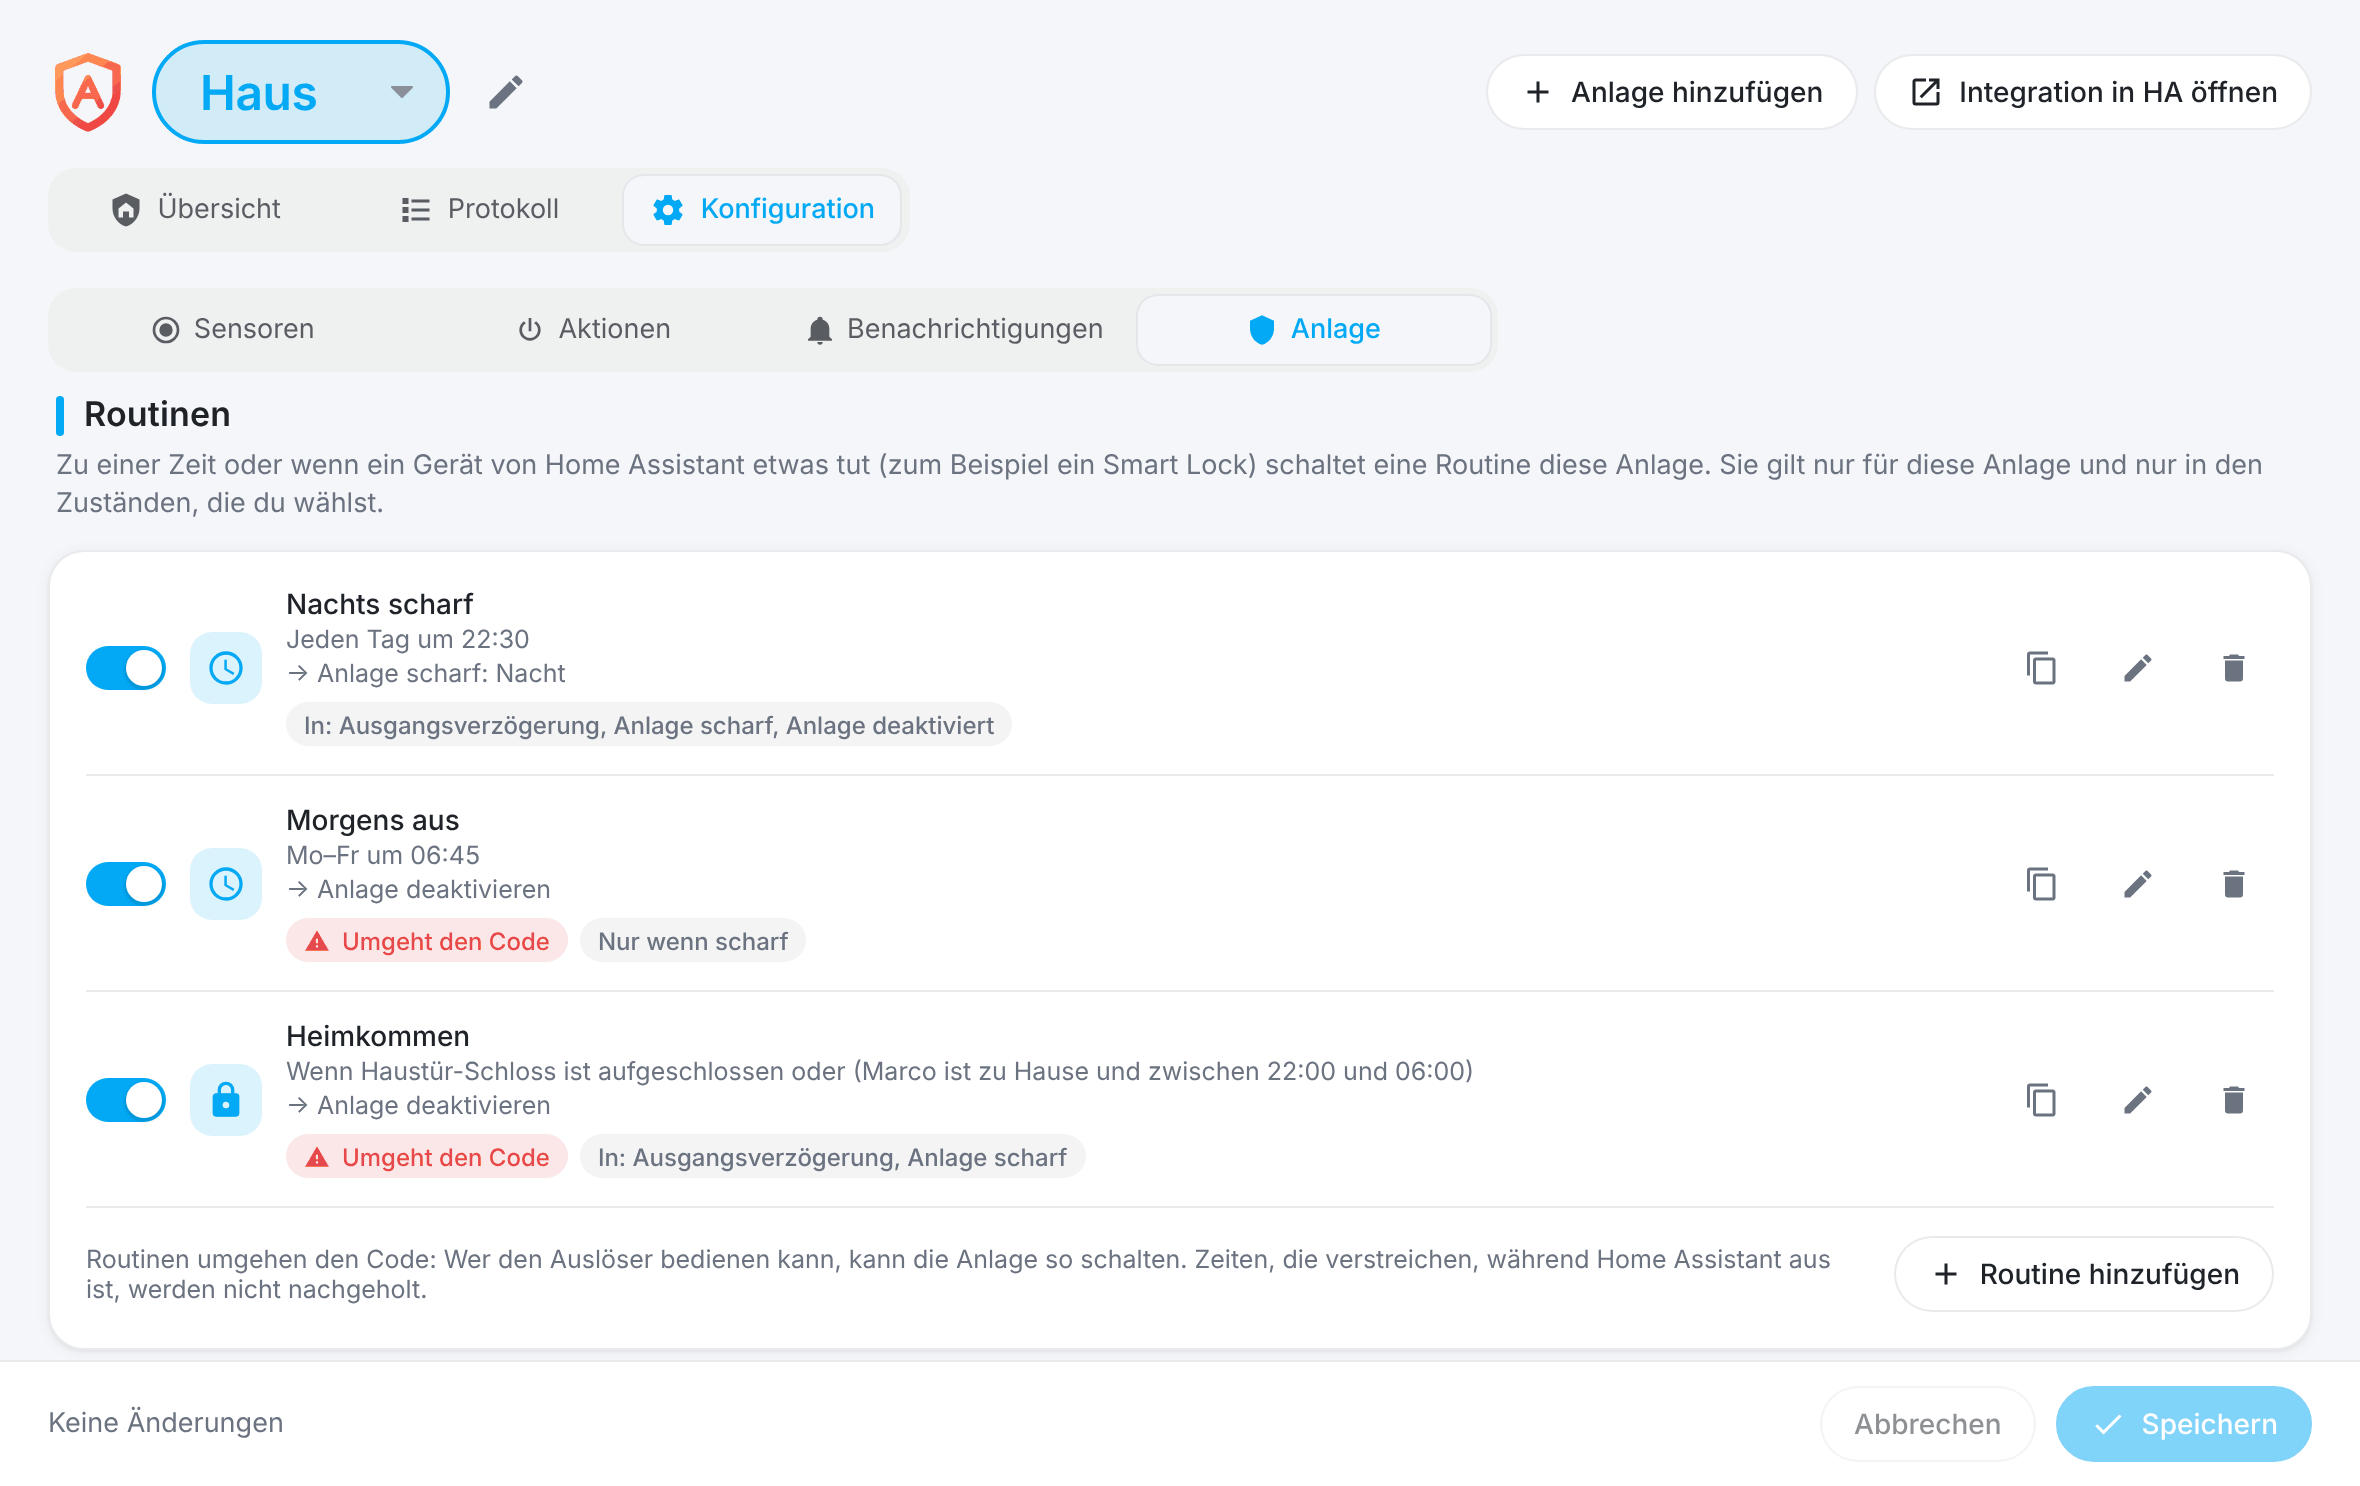 Haus
Anlage hinzufügen
Integration in HA öffnen
Übersicht
Protokoll
Konfiguration
Sensoren
Aktionen
Benachrichtigungen
Anlage
Routinen
Zu einer Zeit oder wenn ein Gerät von Home Assistant etwas tut (zum Beispiel ein Smart Lock) schaltet eine Routine diese Anlage. Sie gilt nur für diese Anlage und nur in den
Zuständen, die du wählst.
Nachts scharf
Jeden Tag um 22:30
→ Anlage scharf: Nacht
In: Ausgangsverzögerung, Anlage scharf, Anlage deaktiviert
Morgens aus
Mo–Fr um 06:45
→ Anlage deaktivieren
Umgeht den Code
Nur wenn scharf
Heimkommen
Wenn Haustür-Schloss ist aufgeschlossen oder (Marco ist zu Hause und zwischen 22:00 und 06:00)
→ Anlage deaktivieren
Umgeht den Code
In: Ausgangsverzögerung, Anlage scharf
Routinen umgehen den Code: Wer den Auslöser bedienen kann, kann die Anlage so schalten. Zeiten, die verstreichen, während Home Assistant aus
ist, werden nicht nachgeholt.
Routine hinzufügen
Keine Änderungen
Abbrechen
Speichern